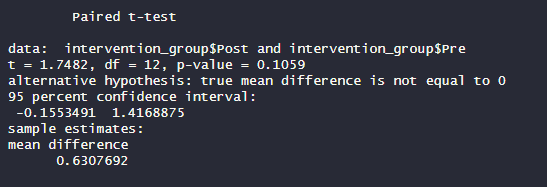 Paired t-test
data:  intervention_group$Post and intervention_group$Pre
t = 1.7482, df = 12, p-value = 0.1059
alternative hypothesis: true mean difference is not equal to 0
95 percent confidence interval:
-0.1553491  1.4168875
sample estimates:
mean difference
0.6307692